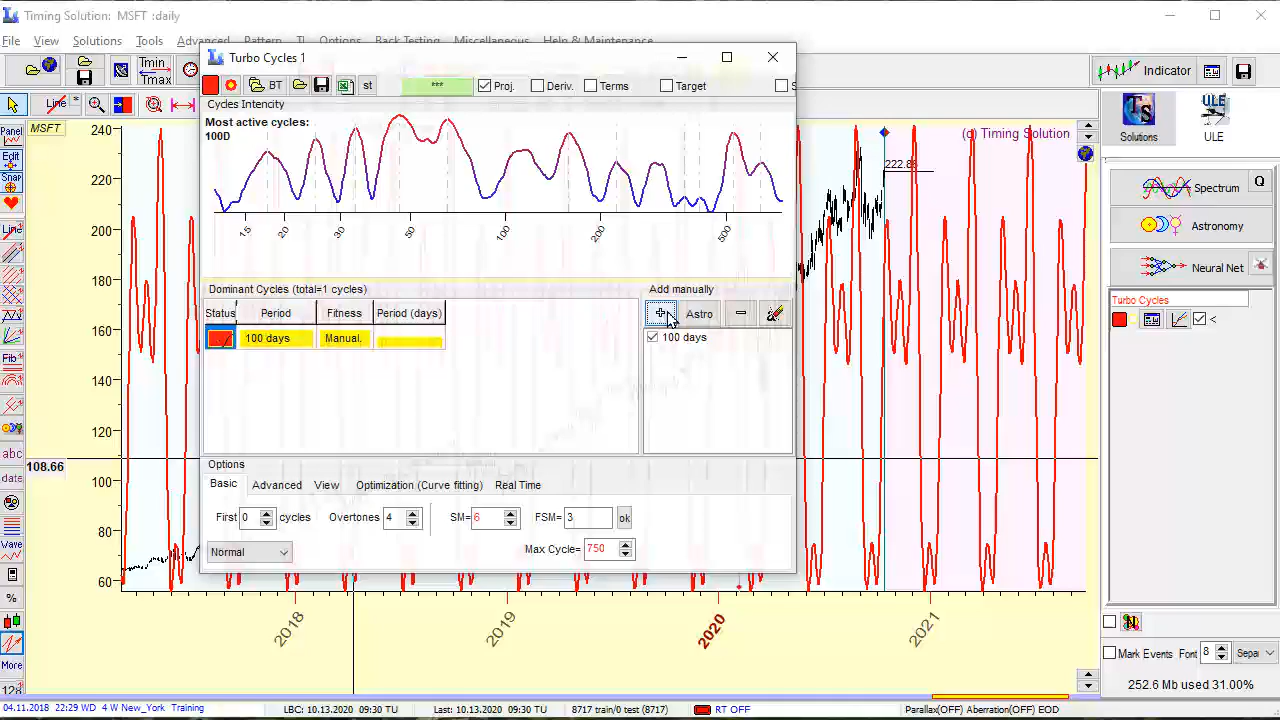 Timing Solution: MSFT :daily
File View Solutions Tools Advanced Pattern TI Options Back Testing Miscellaneous Help & Maintenance
Turbo Cycles 1
Tmin
Tmax
Indicator
BT
st
***
Proj.
Deriv.
Terms
Target
S
Line
Cycles Intencity
Most active cycles:
100D
15 20 30 50 100 200 500
Dominant Cycles (total=1 cycles)
Add manually
Status Period Fitness Period (days)
+ Astro −
100 days Manual.
100 days
Options
Basic Advanced View Optimization (Curve fitting) Real Time
First 0 cycles Overtones 4 SM= 6 FSM= 3 ok
Normal
Max Cycle= 750
Panel
Edit
Snap
Line
Line
Fib
abc
date
Wave
%
More
MSFT
240
220
200
180
160
140
120
108.66
100
80
60
(c) Timing Solution
2018 2019 2020 2021
Solutions
ULE
ULE
Spectrum
Q
Astronomy
Neural Net
Turbo Cycles
<
Mark Events Font 8 Separ
252.6 Mb used 31.00%
04.11.2018 22:29 WD 4 W New_York Training
LBC: 10.13.2020 09:30 TU
Last: 10.13.2020 09:30 TU
8717 train/0 test (8717)
RT OFF
Parallax(OFF) Aberration(OFF) EOD